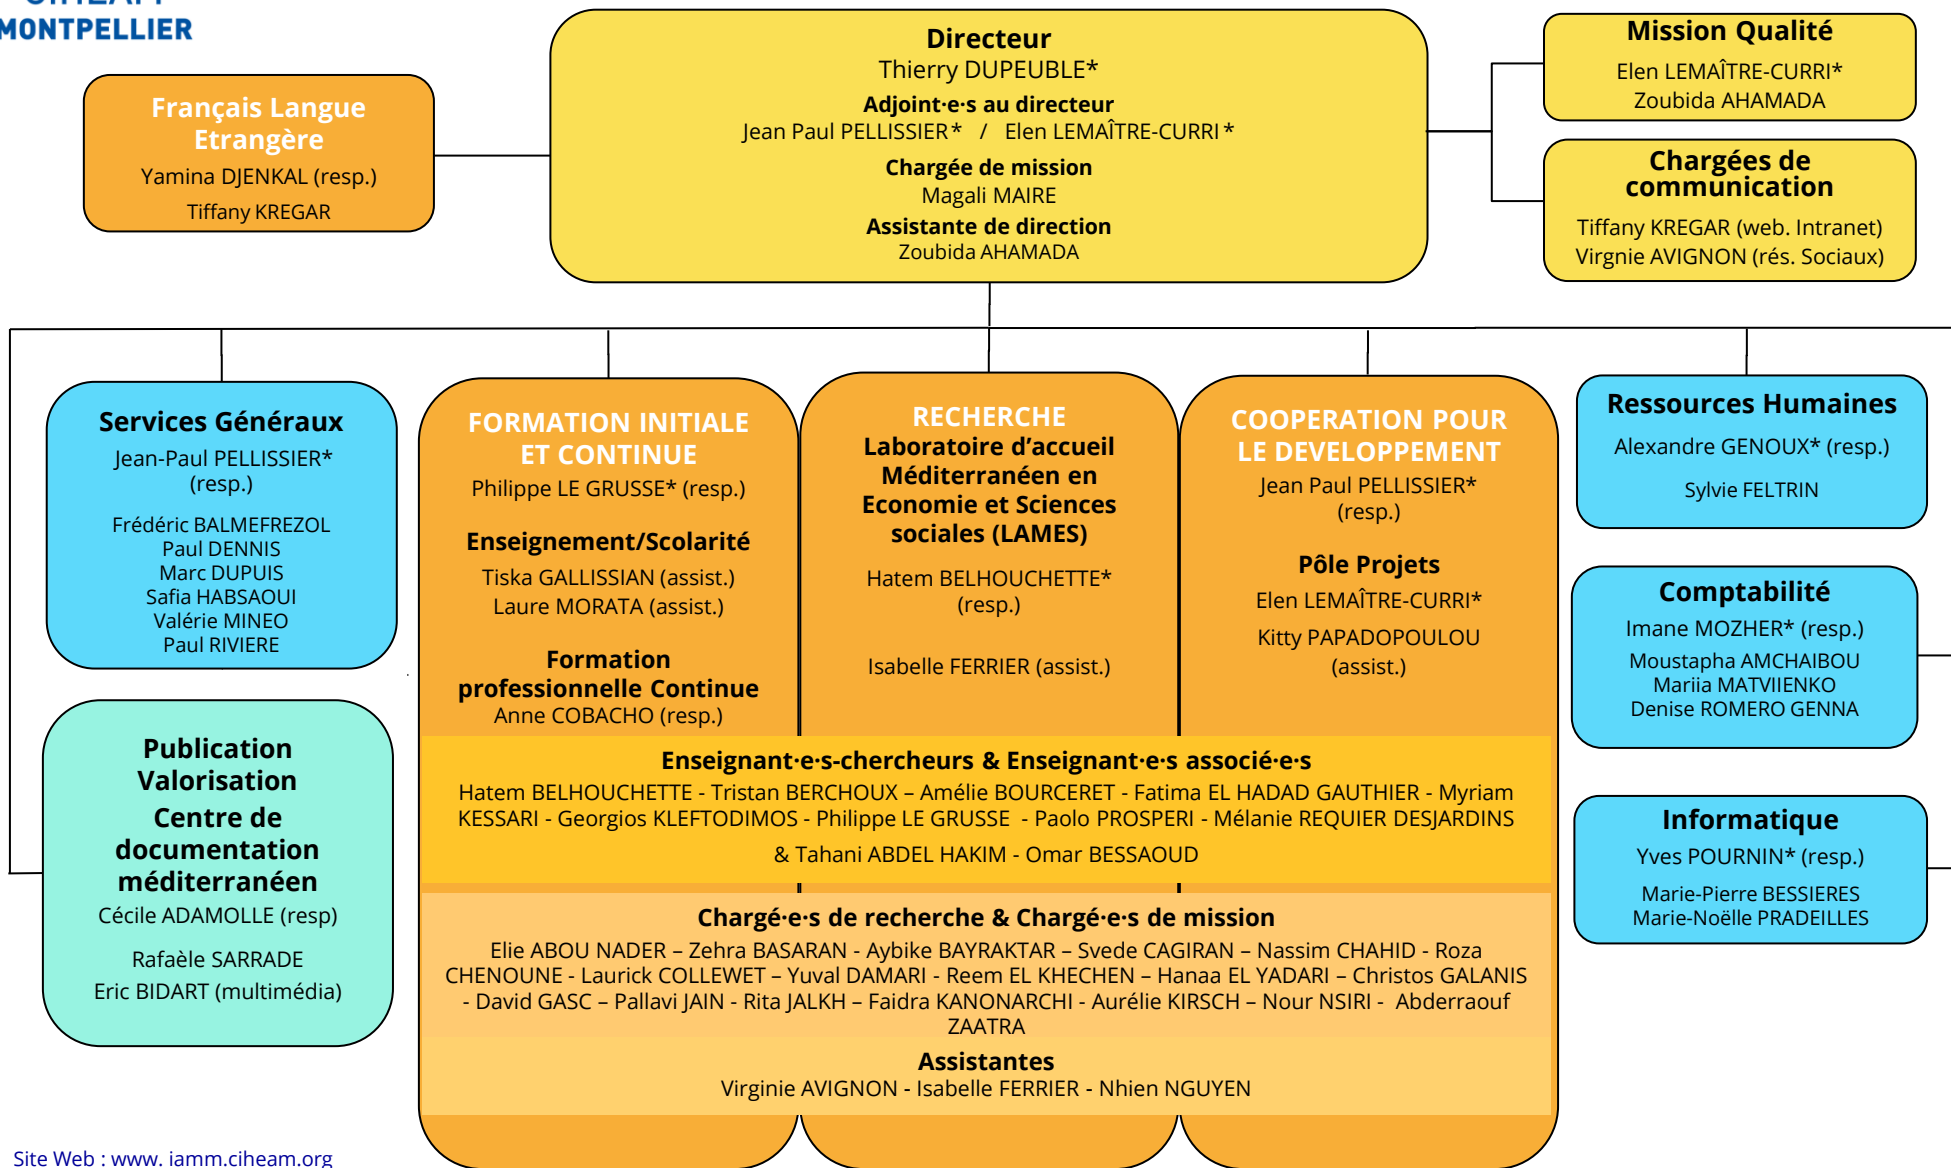 CIHEAM
MONTPELLIER
Français Langue
Etrangère
Yamina DJENKAL (resp.)
Tiffany KREGAR
Directeur
Thierry DUPEUBLE*
Adjoint·e·s au directeur
Jean Paul PELLISSIER* / Elen LEMAÎTRE-CURRI*
Chargée de mission
Magali MAIRE
Assistante de direction
Zoubida AHAMADA
Mission Qualité
Elen LEMAÎTRE-CURRI*
Zoubida AHAMADA
Chargées de
communication
Tiffany KREGAR (web. Intranet)
Virgnie AVIGNON (rés. Sociaux)
Services Généraux
Jean-Paul PELLISSIER*
(resp.)
Frédéric BALMEFREZOL
Paul DENNIS
Marc DUPUIS
Safia HABSAOUI
Valérie MINEO
Paul RIVIERE
Publication
Valorisation
Centre de
documentation
méditerranéen
Cécile ADAMOLLE (resp)
Rafaèle SARRADE
Eric BIDART (multimédia)
FORMATION INITIALE
ET CONTINUE
Philippe LE GRUSSE* (resp.)
Enseignement/Scolarité
Tiska GALLISSIAN (assist.)
Laure MORATA (assist.)
Formation
professionnelle Continue
Anne COBACHO (resp.)
RECHERCHE
Laboratoire d’accueil
Méditerranéen en
Economie et Sciences
sociales (LAMES)
Hatem BELHOUCHETTE*
(resp.)
Isabelle FERRIER (assist.)
COOPERATION POUR
LE DEVELOPPEMENT
Jean Paul PELLISSIER*
(resp.)
Pôle Projets
Elen LEMAÎTRE-CURRI*
Kitty PAPADOPOULOU
(assist.)
Enseignant·e·s-chercheurs & Enseignant·e·s associé·e·s
Hatem BELHOUCHETTE - Tristan BERCHOUX – Amélie BOURCERET - Fatima EL HADAD GAUTHIER - Myriam
KESSARI - Georgios KLEFTODIMOS - Philippe LE GRUSSE - Paolo PROSPERI - Mélanie REQUIER DESJARDINS
& Tahani ABDEL HAKIM - Omar BESSAOUD
Chargé·e·s de recherche & Chargé·e·s de mission
Elie ABOU NADER – Zehra BASARAN - Aybike BAYRAKTAR – Svede CAGIRAN – Nassim CHAHID - Roza
CHENOUNE - Laurick COLLEWET – Yuval DAMARI - Reem EL KHECHEN – Hanaa EL YADARI – Christos GALANIS
- David GASC – Pallavi JAIN - Rita JALKH – Faidra KANONARCHI - Aurélie KIRSCH – Nour NSIRI - Abderraouf
ZAATRA
Assistantes
Virginie AVIGNON - Isabelle FERRIER - Nhien NGUYEN
Ressources Humaines
Alexandre GENOUX* (resp.)
Sylvie FELTRIN
Comptabilité
Imane MOZHER* (resp.)
Moustapha AMCHAIBOU
Mariia MATVIIENKO
Denise ROMERO GENNA
Informatique
Yves POURNIN* (resp.)
Marie-Pierre BESSIERES
Marie-Noëlle PRADEILLES
Site Web : www. iamm.ciheam.org